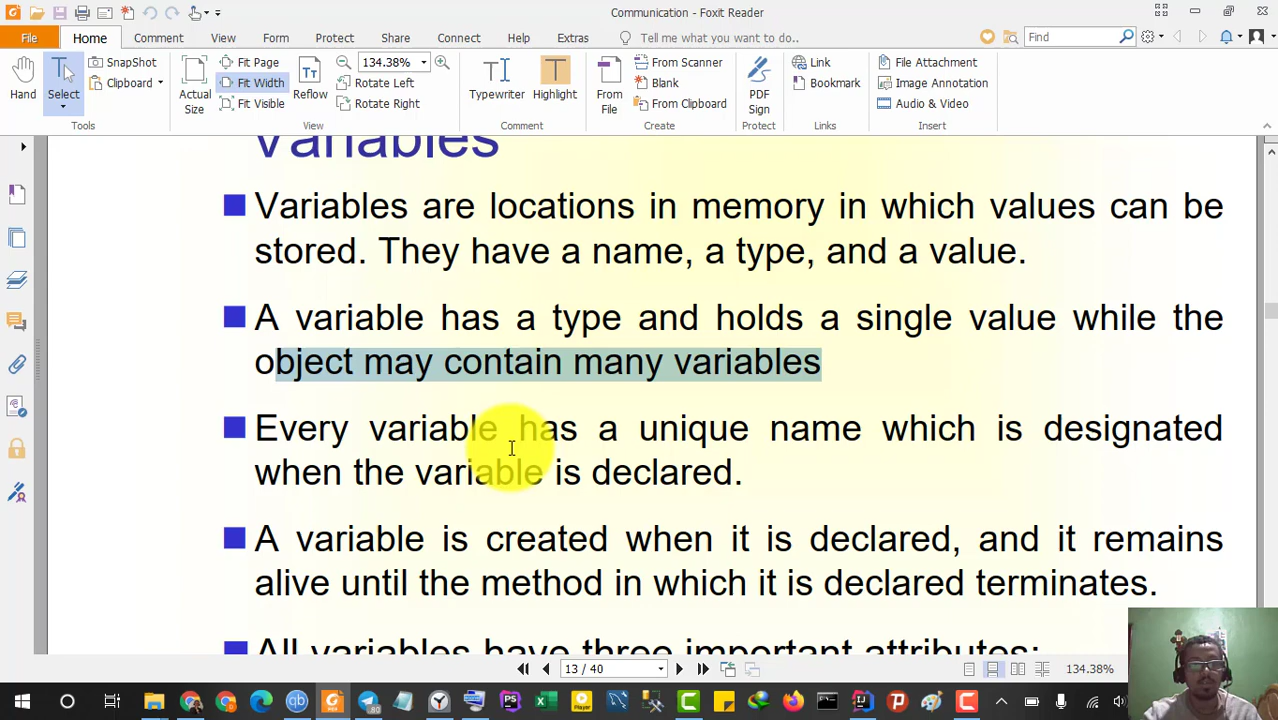 Communication - Foxit Reader
File Home Comment View Form Protect Share Connect Help Extras Tell me what you want to do... Find
Hand
Select
SnapShot
Clipboard
Tools
Actual
Size
Fit Page
Fit Width
Fit Visible
Reflow
134.38%
Rotate Left
Rotate Right
View
Typewriter
Highlight
Comment
From
File
From Scanner
Blank
From Clipboard
Create
PDF
Sign
Protect
Link
Bookmark
Links
File Attachment
Image Annotation
Audio & Video
Insert
Variables
Variables are locations in memory in which values can be
stored. They have a name, a type, and a value.
A variable has a type and holds a single value while the
object may contain many variables
Every variable has a unique name which is designated
when the variable is declared.
A variable is created when it is declared, and it remains
alive until the method in which it is declared terminates.
All variables have three important attributes:
13 / 40
134.38%